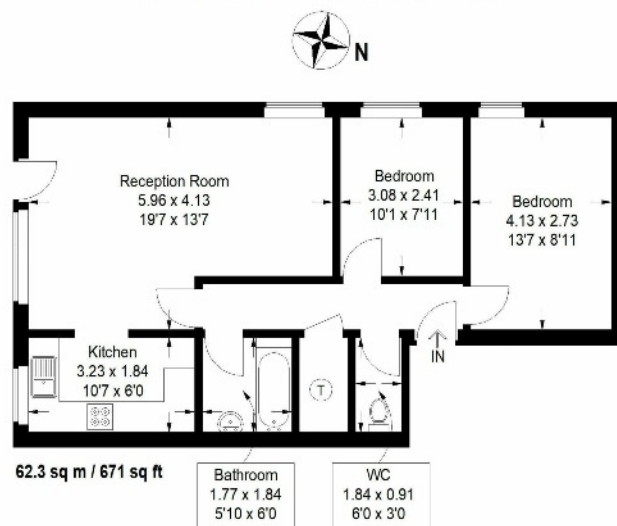 N
Reception Room
5.96 x 4.13
19'7 x 13'7
Bedroom
3.08 x 2.41
10'1 x 7'11
Bedroom
4.13 x 2.73
13'7 x 8'11
Kitchen
3.23 x 1.84
10'7 x 6'0
T
IN
62.3 sq m / 671 sq ft
Bathroom
1.77 x 1.84
5'10 x 6'0
WC
1.84 x 0.91
6'0 x 3'0